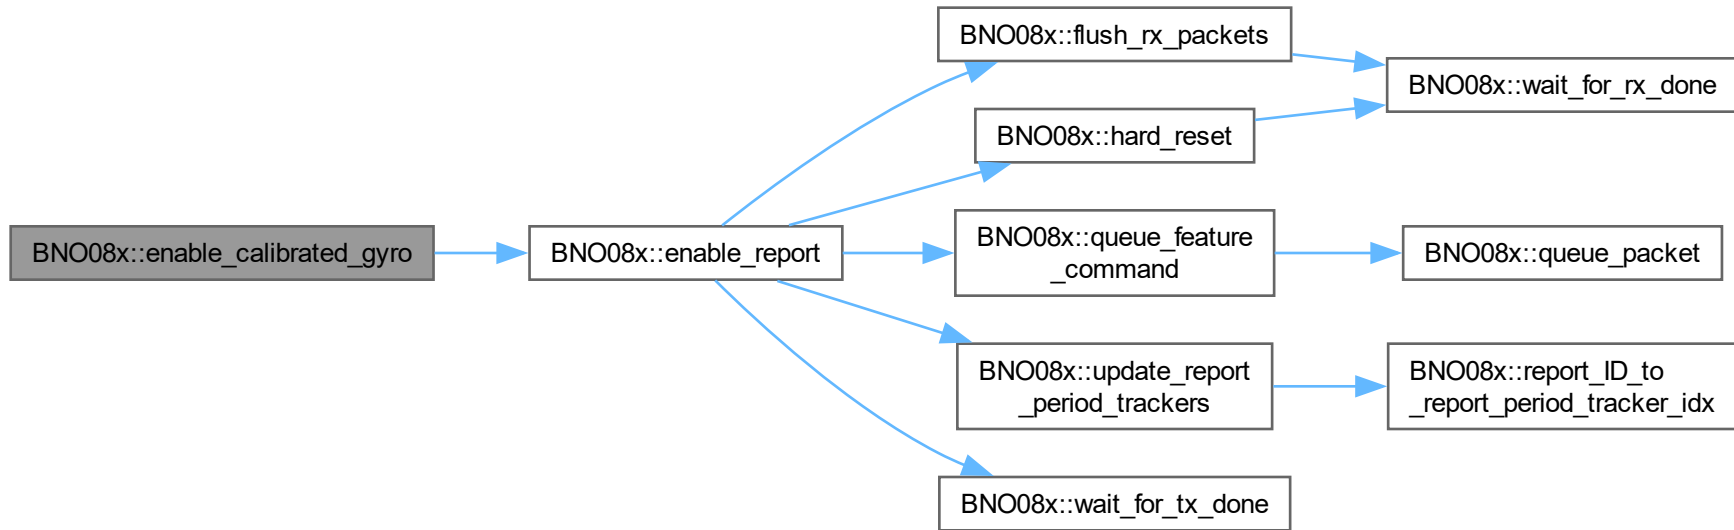 BNO08x::enable_calibrated_gyro
BNO08x::enable_report
BNO08x::flush_rx_packets
BNO08x::hard_reset
BNO08x::queue_feature
_command
BNO08x::update_report
_period_trackers
BNO08x::wait_for_tx_done
BNO08x::wait_for_rx_done
BNO08x::queue_packet
BNO08x::report_ID_to
_report_period_tracker_idx